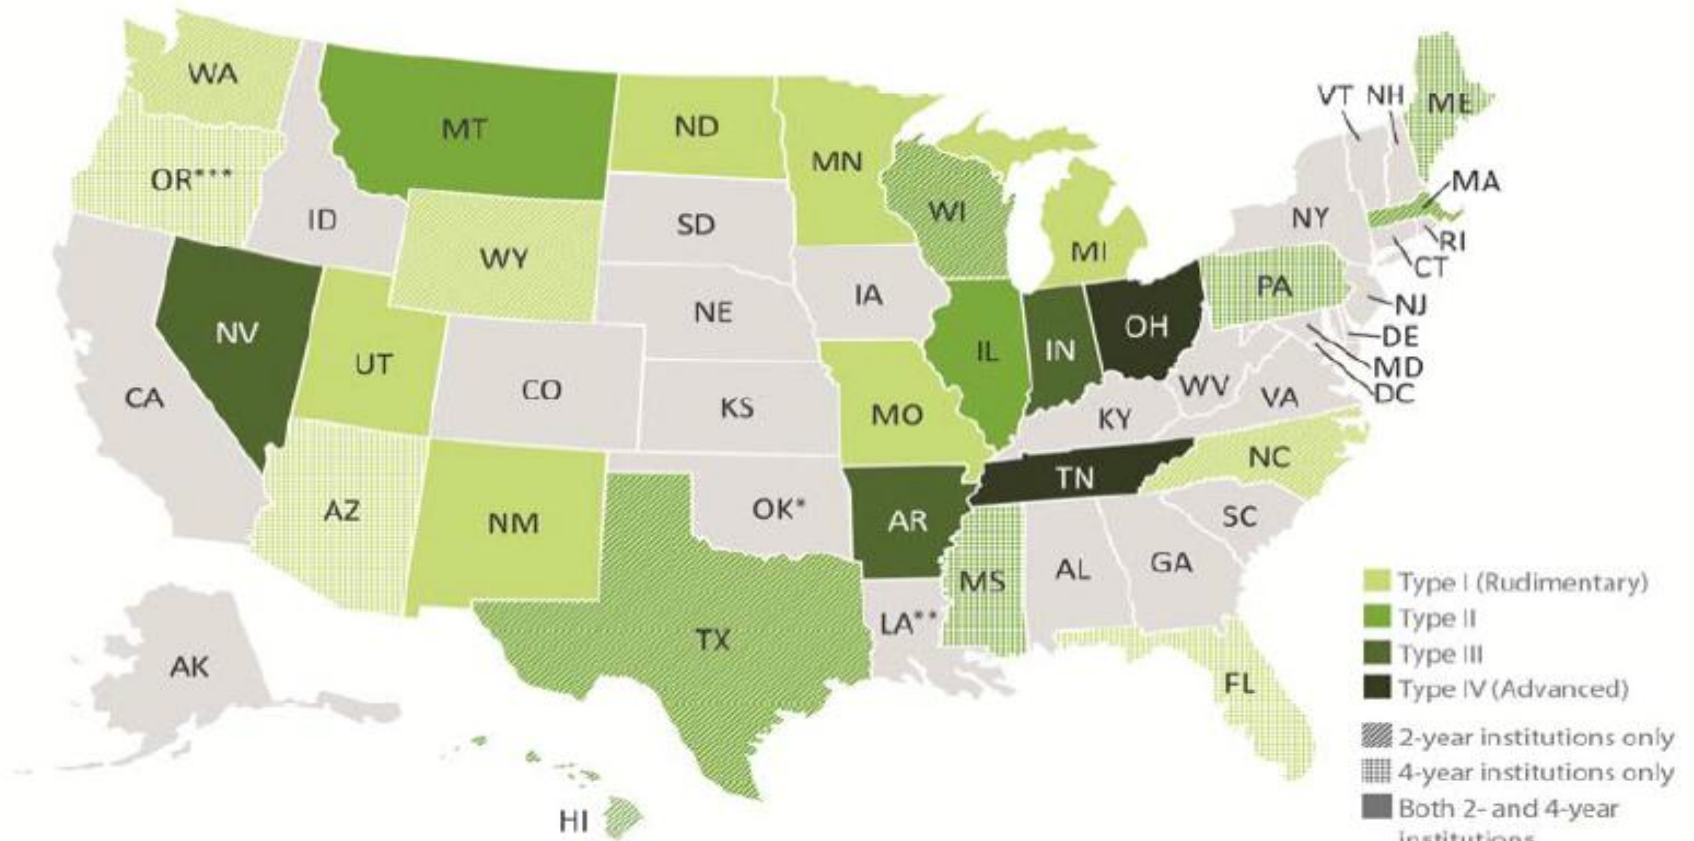 WA
MT
ND
MN
VT NH
ME
OR***
ID
SD
WI
MI
NY
MA
RI
CT
WY
NV
UT
CO
NE
IA
IL
IN
OH
PA
NJ
DE
MD
DC
CA
KS
MO
KY
WV
VA
AZ
NM
OK*
AR
TN
NC
SC
MS
AL
GA
LA**
TX
FL
AK
HI
Type I (Rudimentary)
Type II
Type III
Type IV (Advanced)
2-year institutions only
4-year institutions only
Both 2- and 4-year
institutions